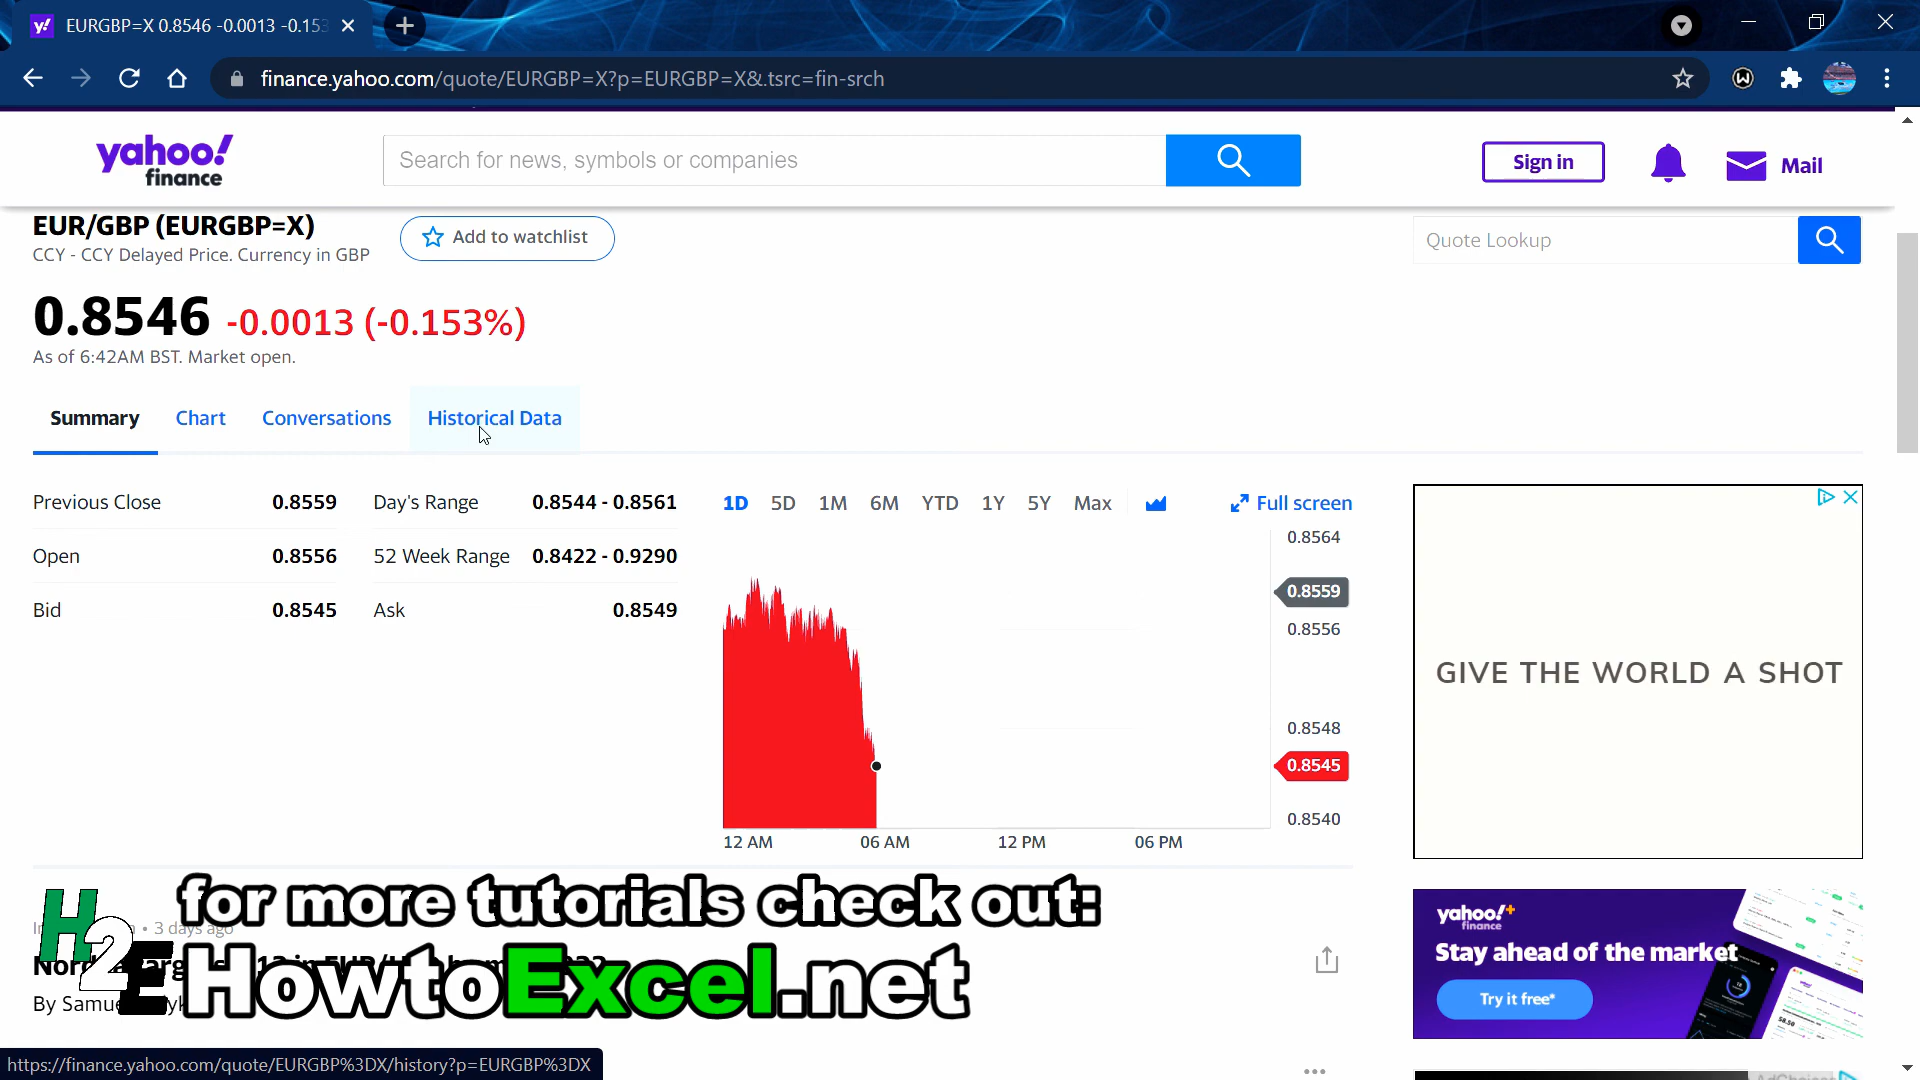 EURGBP=X 0.8546 -0.0013 -0.153
finance.yahoo.com/quote/EURGBP=X?p=EURGBP=X&.tsrc=fin-srch
yahoo!
finance
Search for news, symbols or companies
Sign in
Mail
EUR/GBP (EURGBP=X)
CCY - CCY Delayed Price. Currency in GBP
Add to watchlist
Quote Lookup
0.8546 -0.0013 (-0.153%)
As of 6:42AM BST. Market open.
Summary Chart Conversations Historical Data
Previous Close 0.8559 Day's Range 0.8544 - 0.8561
Open 0.8556 52 Week Range 0.8422 - 0.9290
Bid 0.8545 Ask 0.8549
1D 5D 1M 6M YTD 1Y 5Y Max Full screen
0.8564
0.8559
0.8556
0.8548
0.8545
0.8540
12 AM 06 AM 12 PM 06 PM
GIVE THE WORLD A SHOT
for more tutorials check out:
H2E
HowtoExcel.net
• 3 days ago
By
yahoo!+
finance
Stay ahead of the market
Try it free*
AdChoices
https://finance.yahoo.com/quote/EURGBP%3DX/history?p=EURGBP%3DX